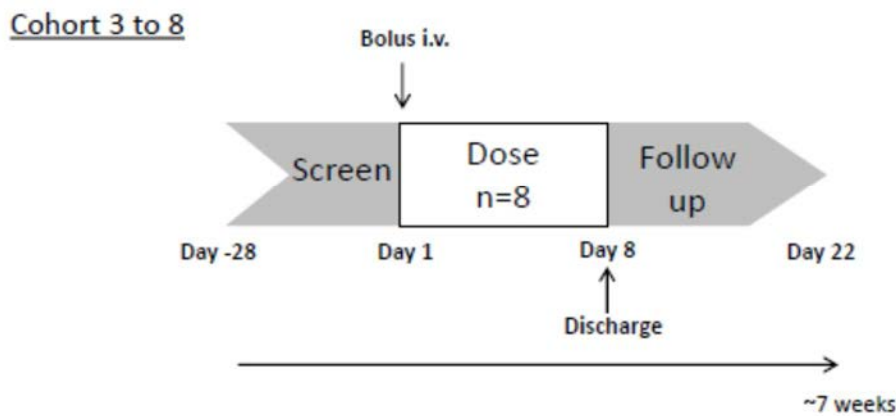 Cohort 3 to 8
Bolus i.v.
Screen
Dose
n=8
Follow
up
Day -28
Day 1
Day 8
Day 22
Discharge
~7 weeks